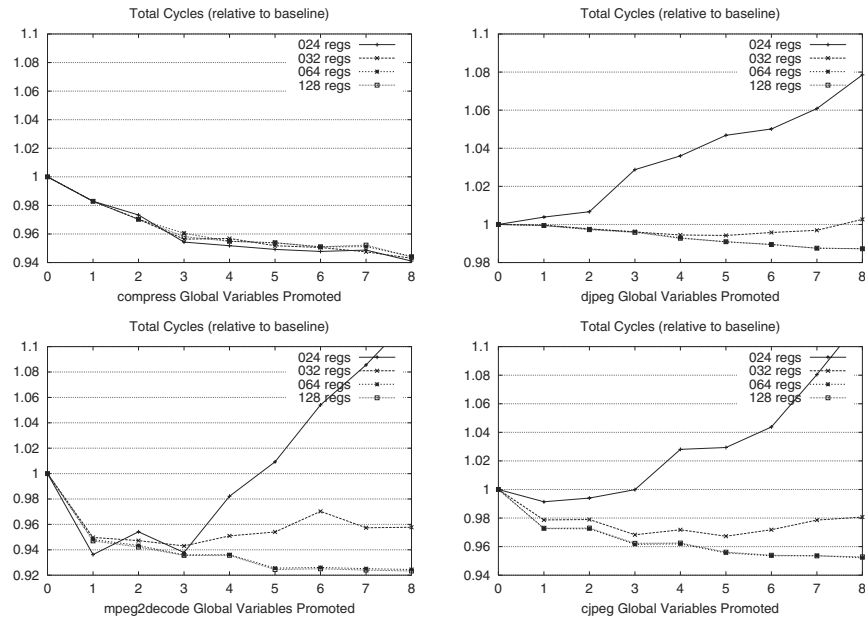 Total Cycles (relative to baseline)
1.1
1.08
1.06
1.04
1.02
1
0.98
0.96
0.94
024 regs
032 regs
064 regs
128 regs
0 1 2 3 4 5 6 7 8
compress Global Variables Promoted
Total Cycles (relative to baseline)
1.1
1.08
1.06
1.04
1.02
1
0.98
024 regs
032 regs
064 regs
128 regs
0 1 2 3 4 5 6 7 8
djpeg Global Variables Promoted
Total Cycles (relative to baseline)
1.1
1.08
1.06
1.04
1.02
1
0.98
0.96
0.94
0.92
024 regs
032 regs
064 regs
128 regs
0 1 2 3 4 5 6 7 8
mpeg2decode Global Variables Promoted
Total Cycles (relative to baseline)
1.1
1.08
1.06
1.04
1.02
1
0.98
0.96
0.94
024 regs
032 regs
064 regs
128 regs
0 1 2 3 4 5 6 7 8
cjpeg Global Variables Promoted